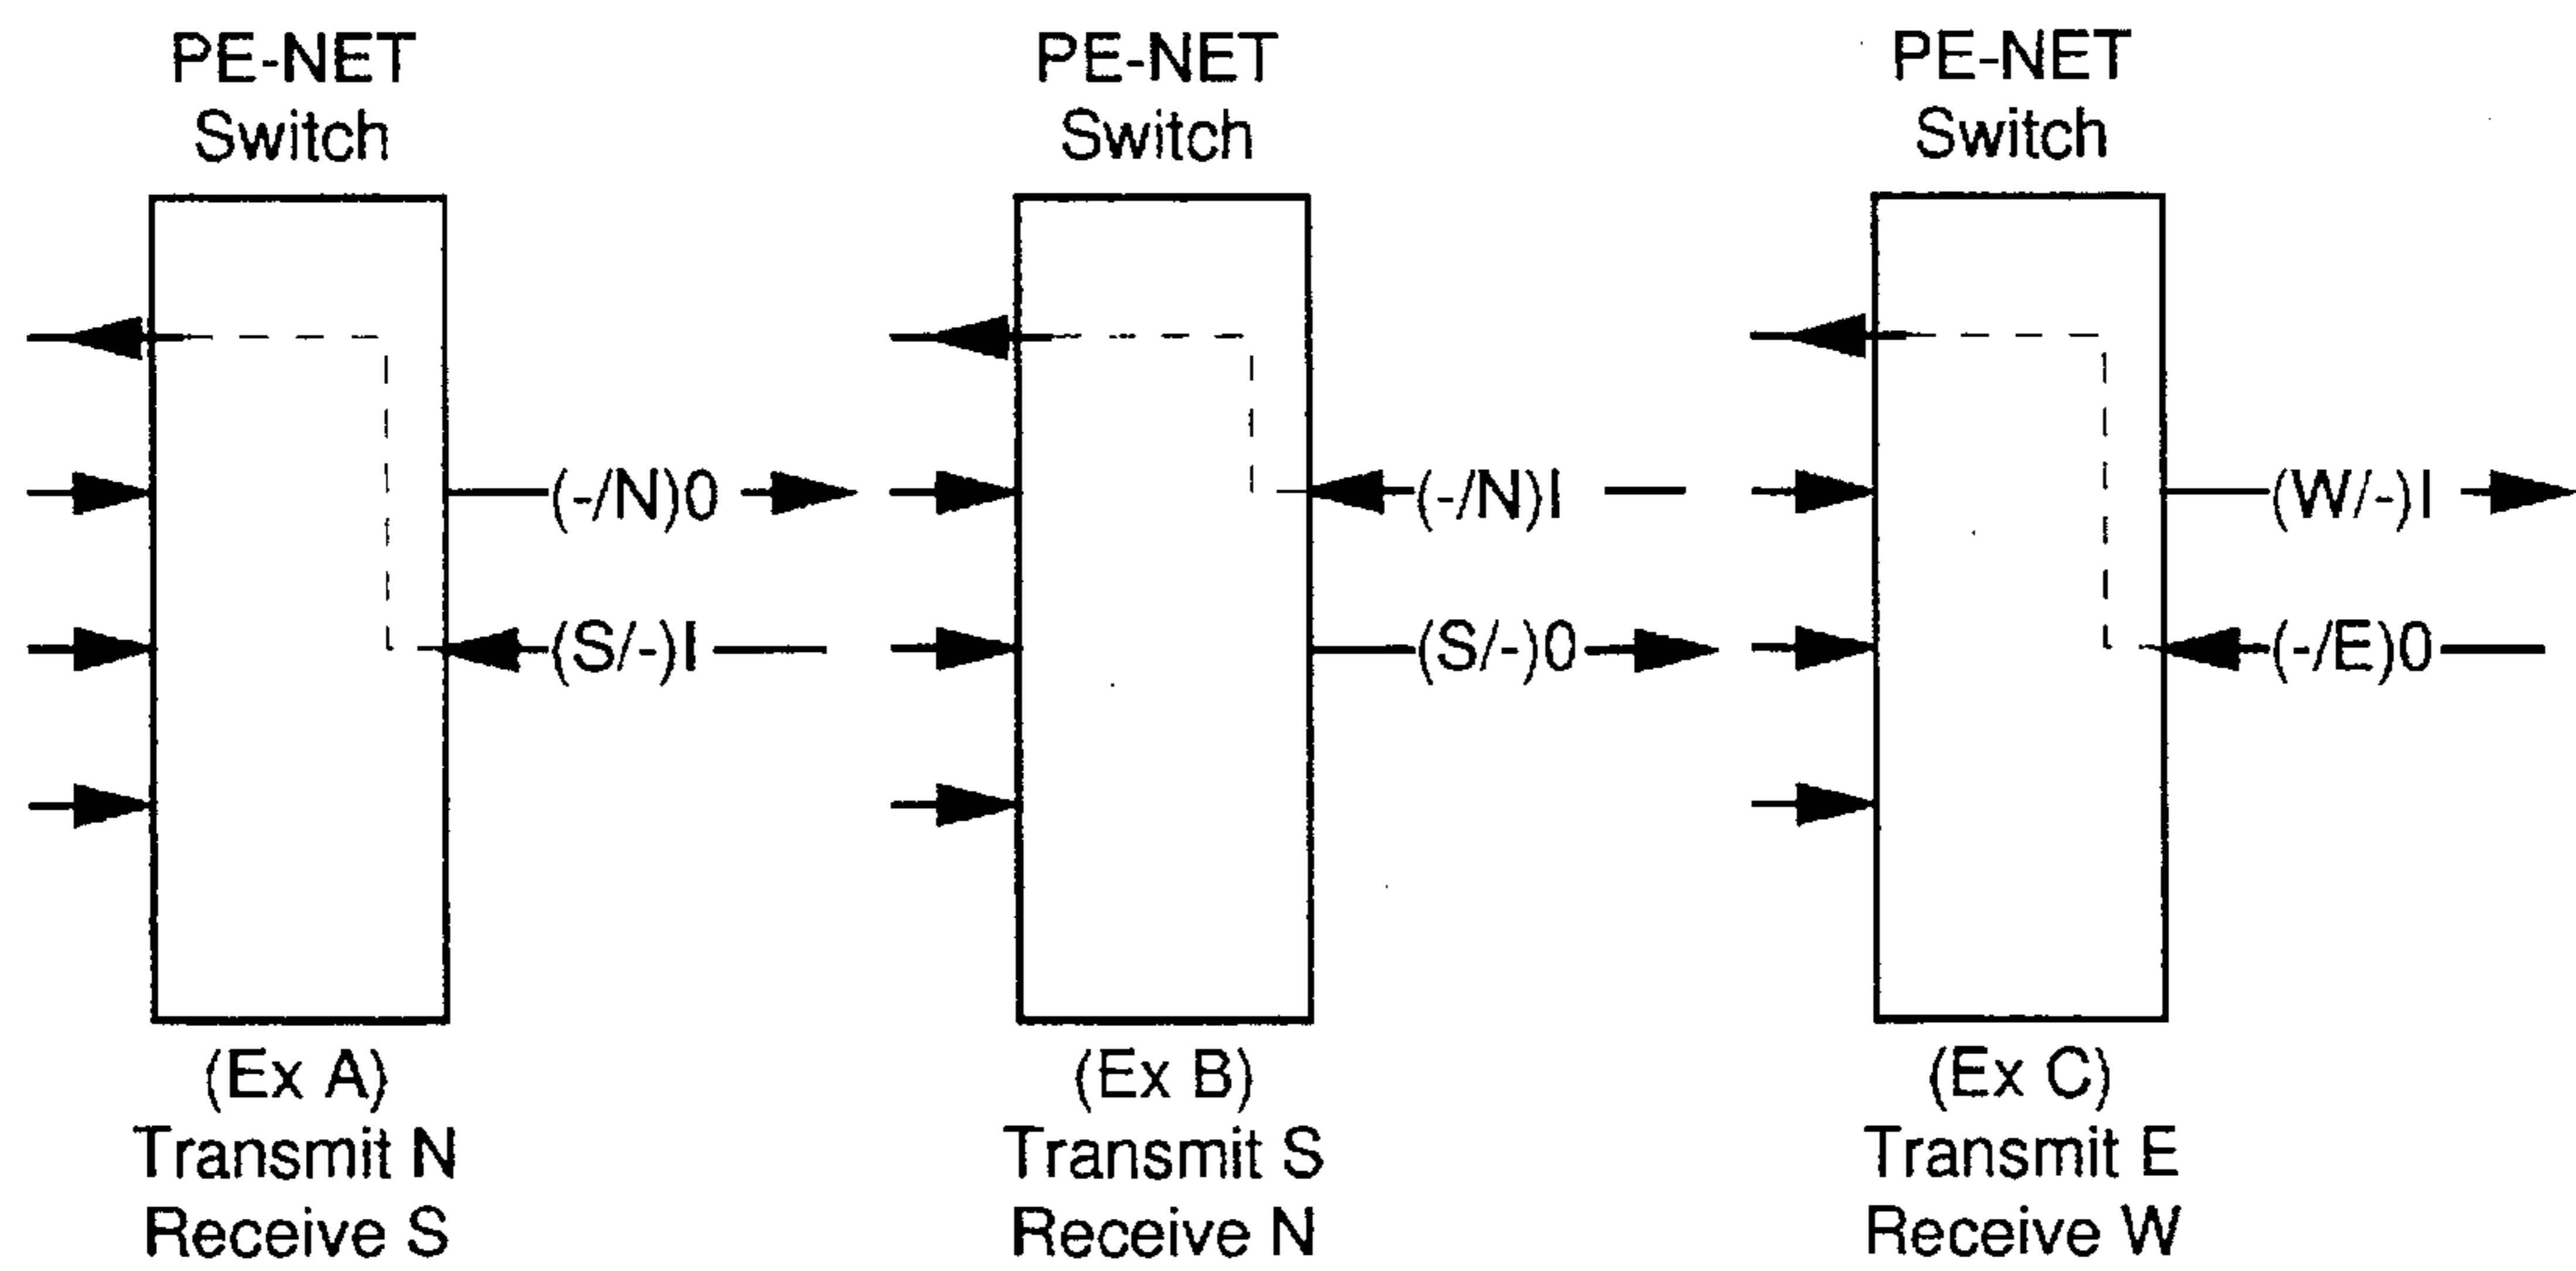 PE-NET
Switch
PE-NET
Switch
PE-NET
Switch
(-/N)0
(S/-)I
(-/N)I
(S/-)0
(W/-)I
(-/E)0
(Ex A)
Transmit N
Receive S
(Ex B)
Transmit S
Receive N
(Ex C)
Transmit E
Receive W